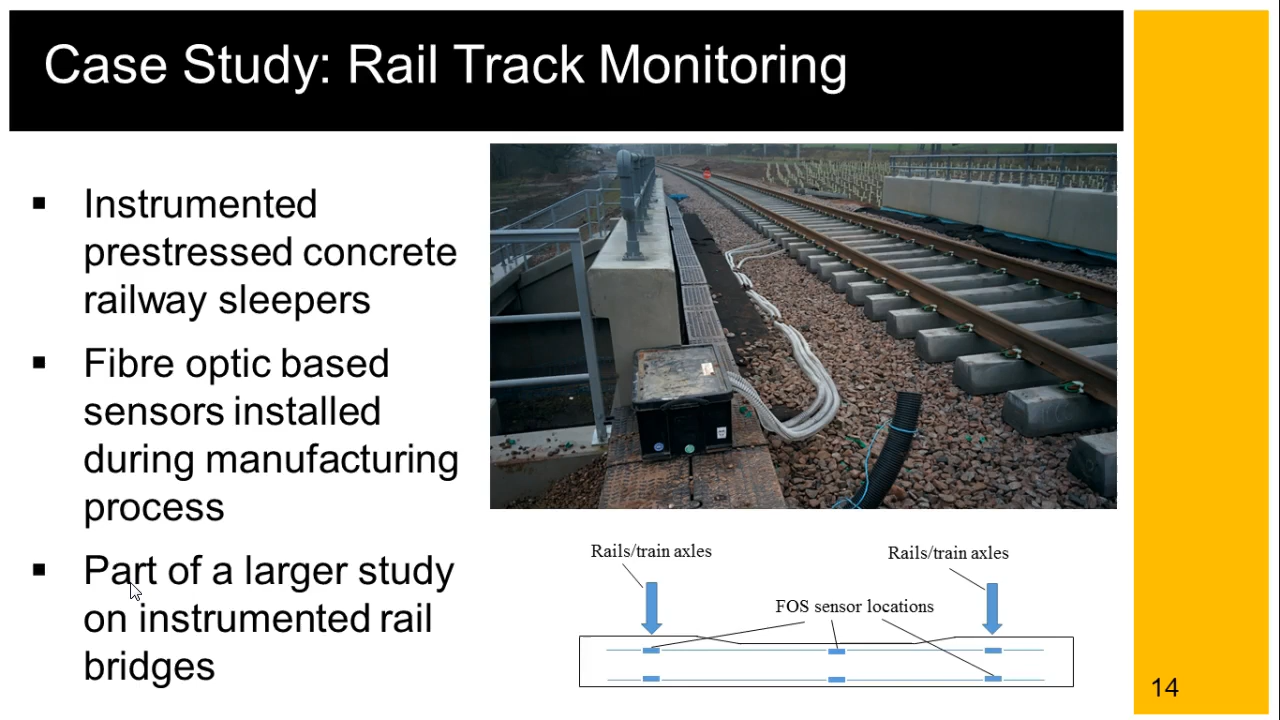 Case Study: Rail Track Monitoring
▪ Instrumented
prestressed concrete
railway sleepers
▪ Fibre optic based
sensors installed
during manufacturing
process
▪ Part of a larger study
on instrumented rail
bridges
Rails/train axles
Rails/train axles
FOS sensor locations
14